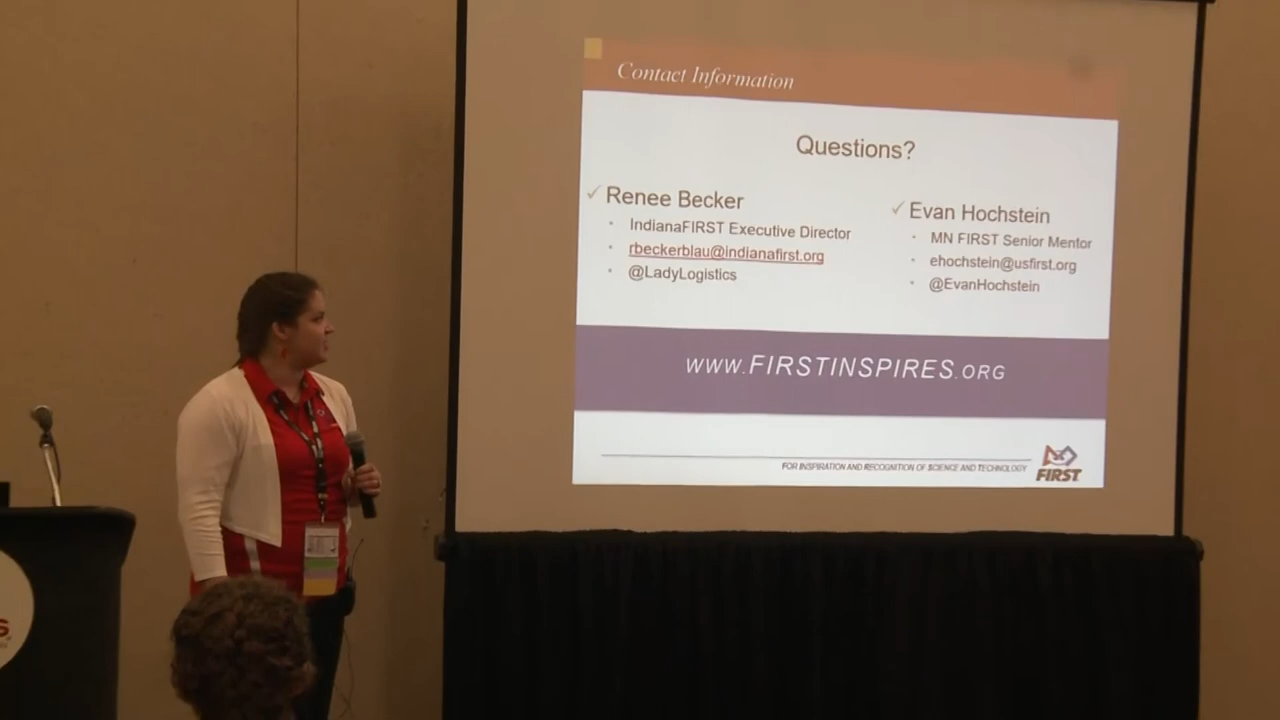 Contact Information
Questions?
Renee Becker
IndianaFIRST Executive Director
rbeckerblau@indianafirst.org
@LadyLogistics
Evan Hochstein
MN FIRST Senior Mentor
ehochstein@usfirst.org
@EvanHochstein
WWW.FIRSTINSPIRES.ORG
FOR INSPIRATION AND RECOGNITION OF SCIENCE AND TECHNOLOGY
FIRST